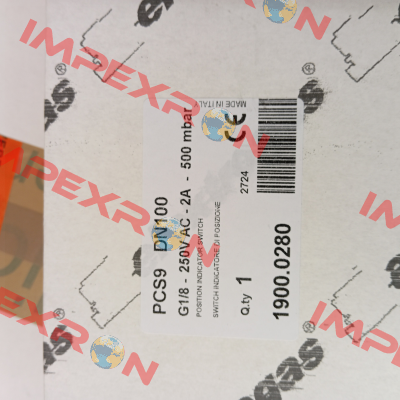 PCS9 DN100
G1/8 - 250V AC - 2A - 500 mbar
POSITION INDICATOR SWITCH
SWITCH INDICATORE DI POSIZIONE
Q.ty 1
1900.0280
2724
CE
MADE IN ITALY
IMPEXRON
IMPEXRON
IMPEXRON
IMPEXRON